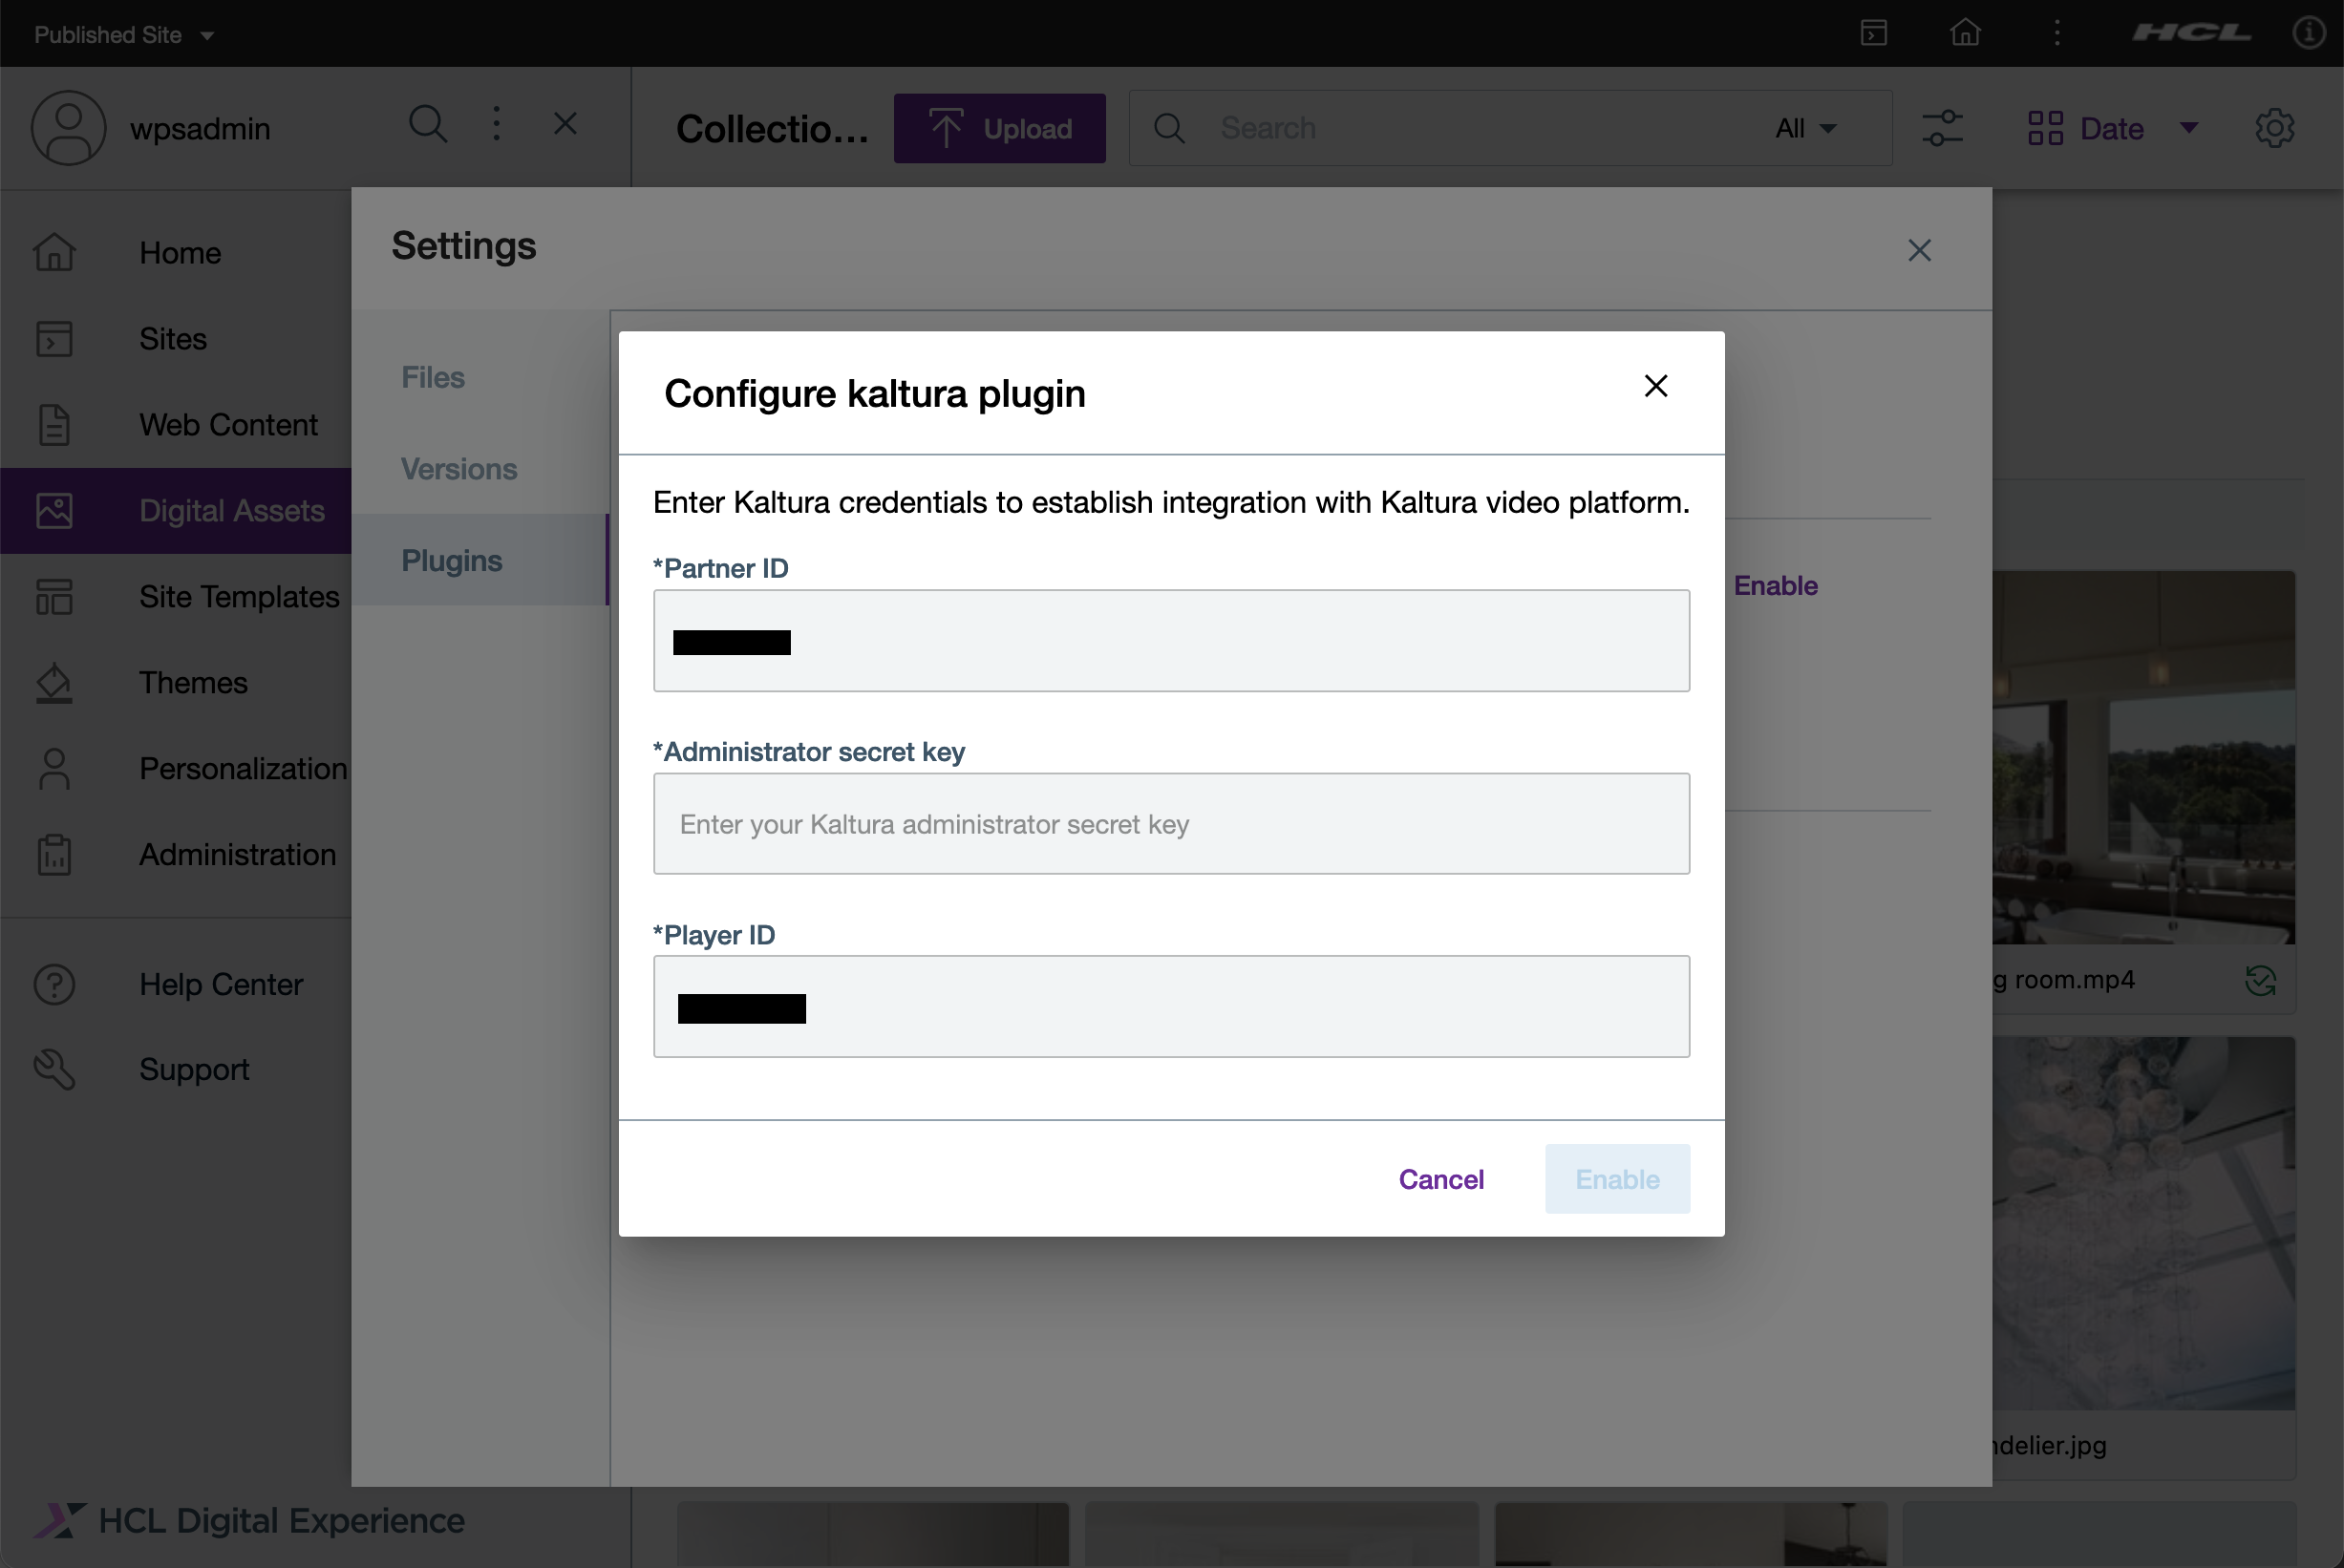 Published Site
HCL
wpsadmin
Collectio...
Upload
Search
All
Date
Home
Sites
Web Content
Digital Assets
Site Templates
Themes
Personalization
Administration
Help Center
Support
HCL Digital Experience
Settings
Files
Versions
Plugins
Enable
Configure kaltura plugin
Enter Kaltura credentials to establish integration with Kaltura video platform.
*Partner ID
*Administrator secret key
Enter your Kaltura administrator secret key
*Player ID
Cancel
Enable
g room.mp4
ndelier.jpg